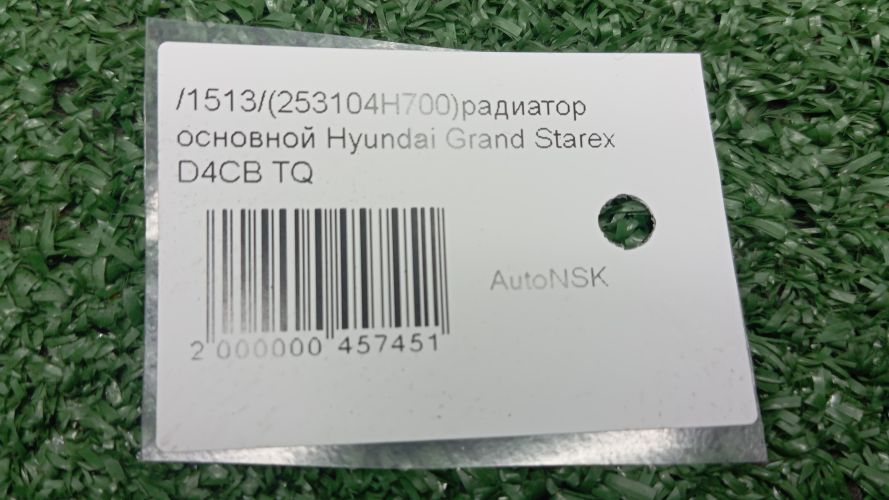 /1513/(253104H700)радиатор
основной Hyundai Grand Starex
D4CB TQ
AutoNSK
2 000000 457451